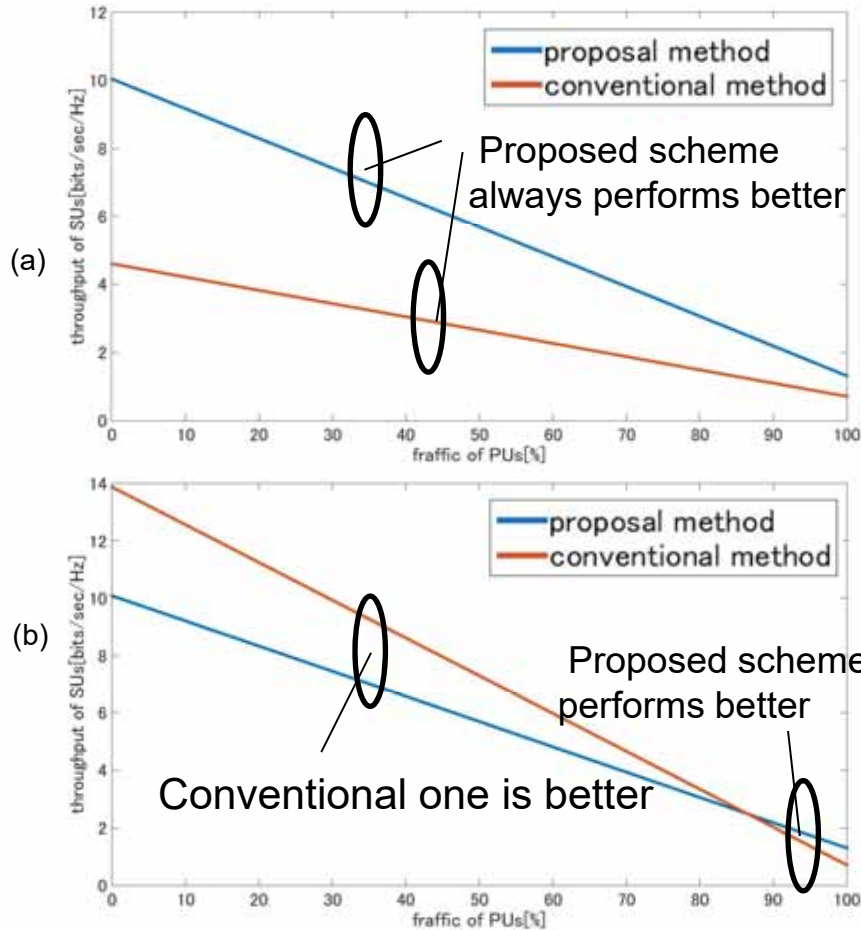 12
10
8
6
4
2
0
throughput of SUs[bits/sec/Hz]
proposal method
conventional method
Proposed scheme
always performs better
(a)
0 10 20 30 40 50 60 70 80 90 100
fraffic of PUs[%]
14
12
10
8
6
4
2
0
throughput of SUs[bits/sec/Hz]
proposal method
conventional method
(b)
Proposed scheme
performs better
Conventional one is better
0 10 20 30 40 50 60 70 80 90 100
fraffic of PUs[%]